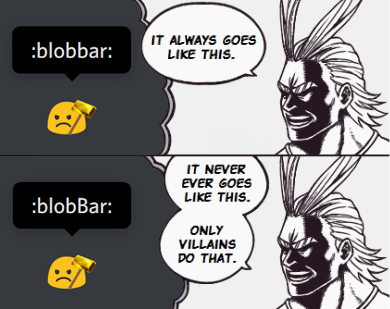 :blobbar:
IT ALWAYS GOES
LIKE THIS.
:blobBar:
IT NEVER
EVER GOES
LIKE THIS.
ONLY
VILLAINS
DO THAT.